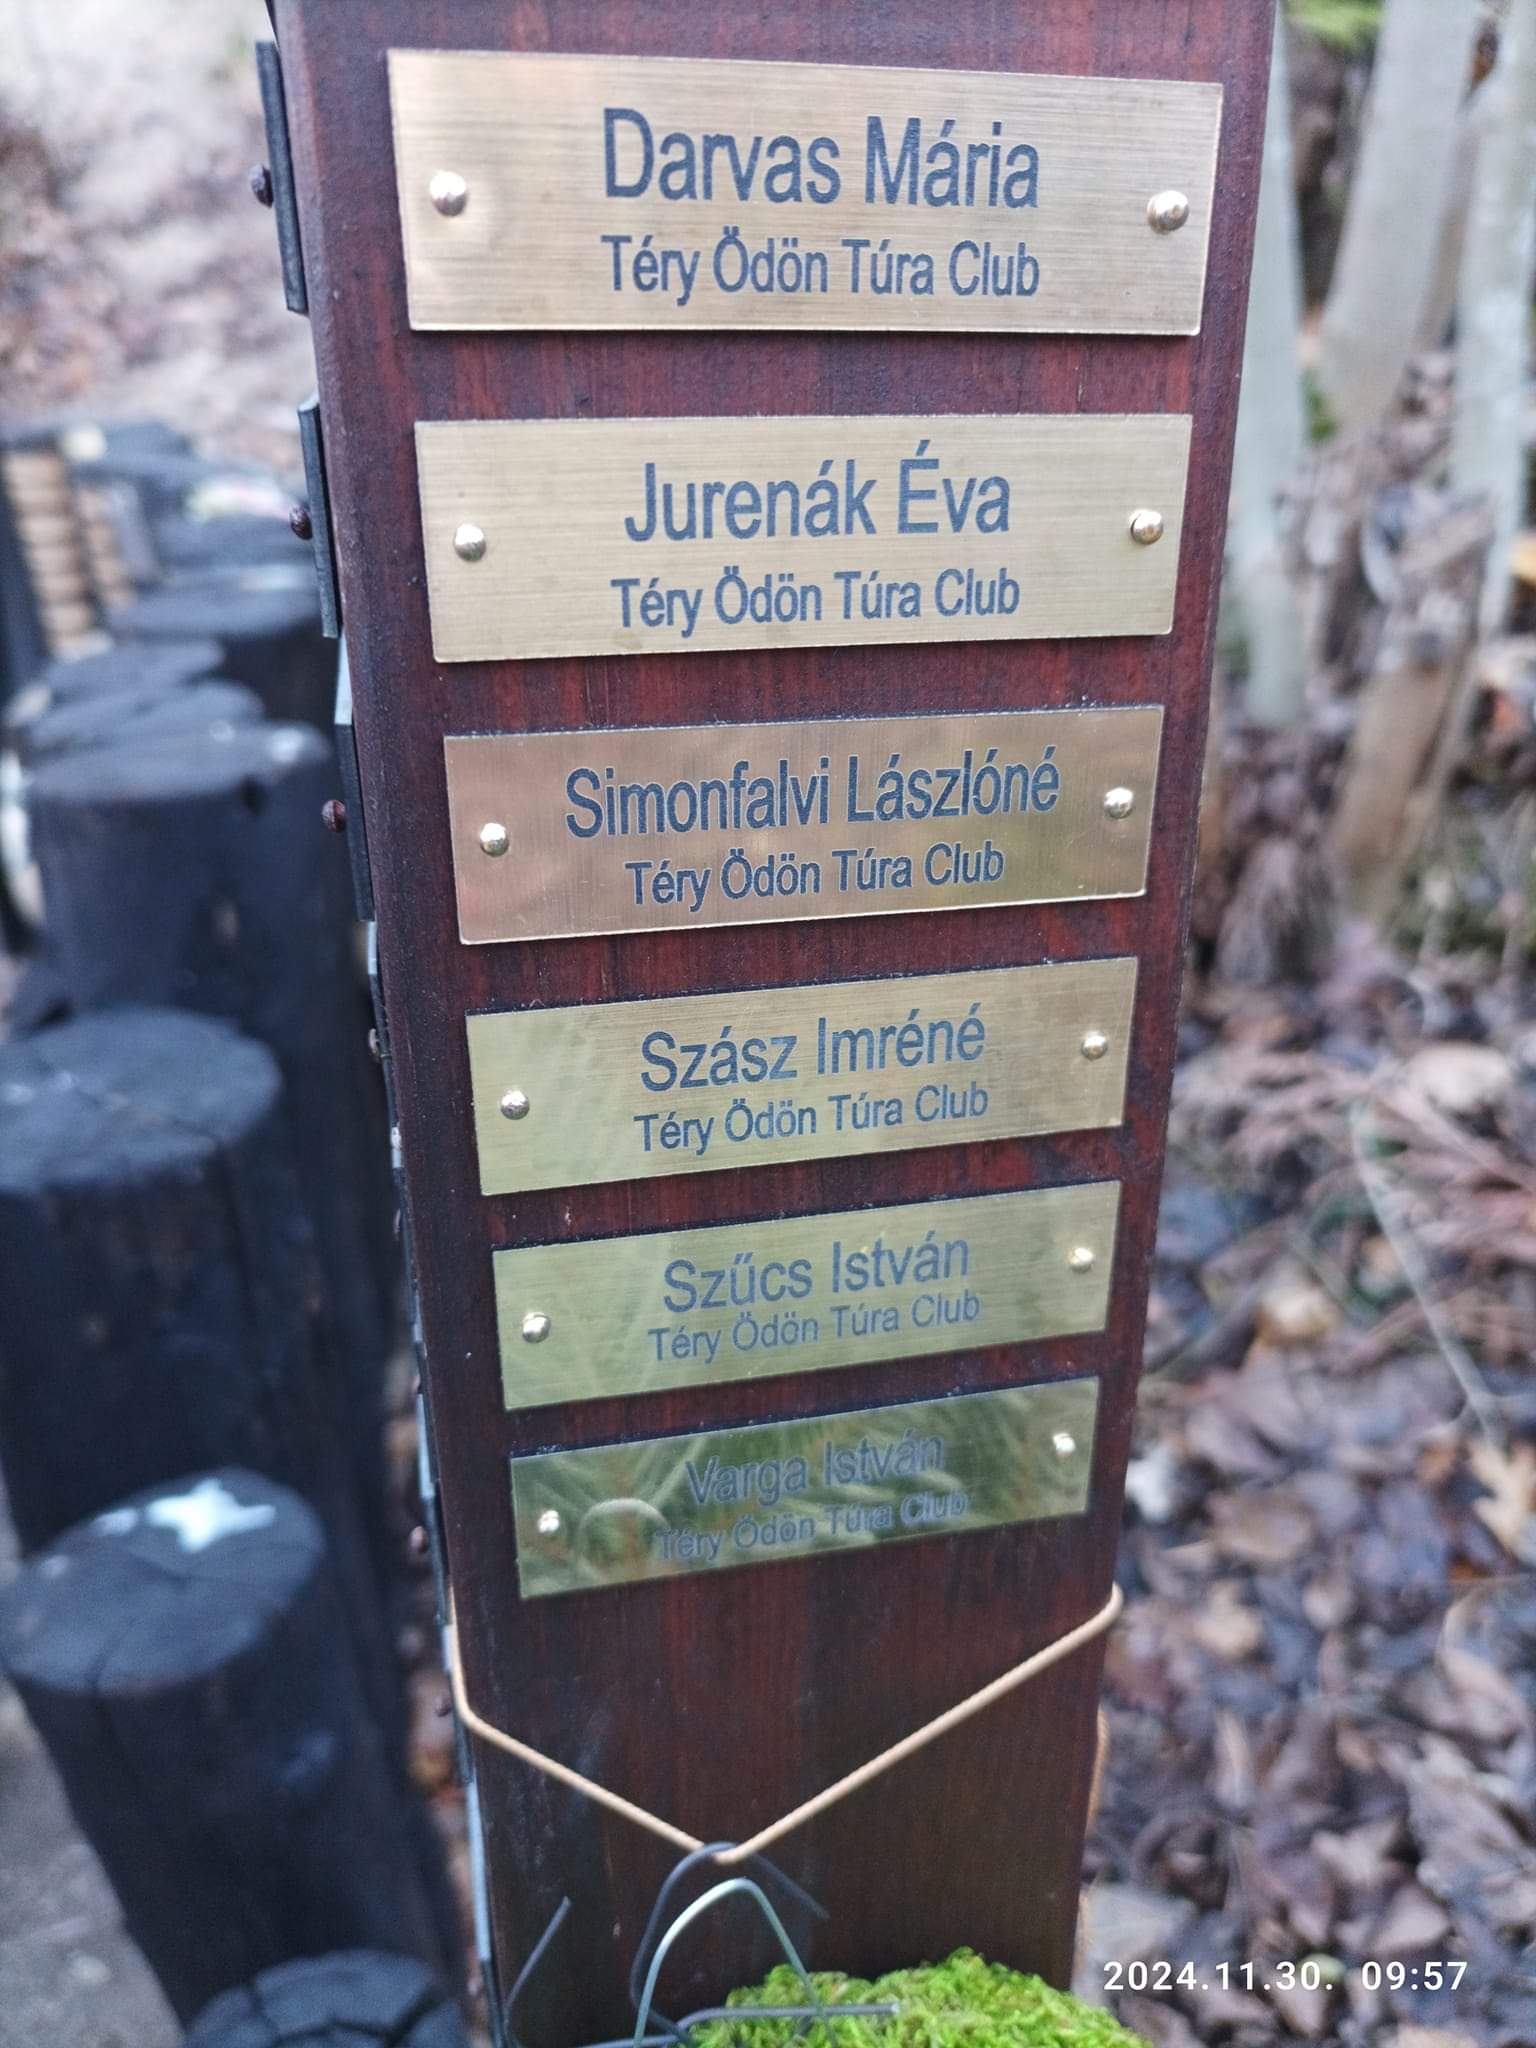 Darvas Mária
Téry Ödön Túra Club
Jurenák Éva
Téry Ödön Túra Club
Simonfalvi Lászlóné
Téry Ödön Túra Club
Szász Imréné
Téry Ödön Túra Club
Szűcs István
Téry Ödön Túra Club
Varga István
Téry Ödön Túra Club
2024.11.30. 09:57